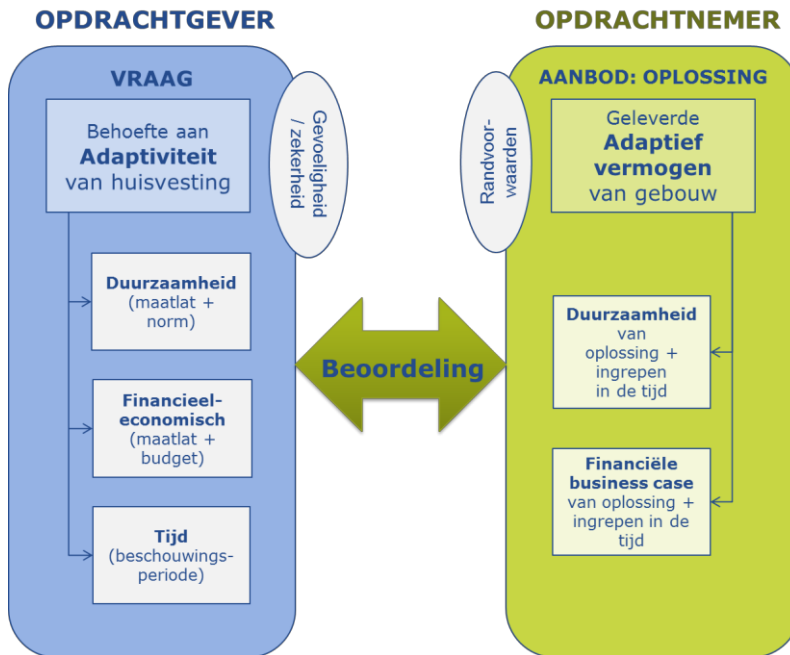 OPDRACHTGEVER
VRAAG
Behoefte aan
Adaptiviteit
van huisvesting
Gevoeligheid
/ zekerheid
Duurzaamheid
(maatlat +
norm)
Financieel-
economisch
(maatlat +
budget)
Tijd
(beschouwings-
periode)
Beoordeling
OPDRACHTNEMER
AANBOD: OPLOSSING
Randvoor-
waarden
Geleverde
Adaptief
vermogen
van gebouw
Duurzaamheid
van
oplossing +
ingrepen
in de tijd
Financiële
business case
van oplossing +
ingrepen in de
tijd